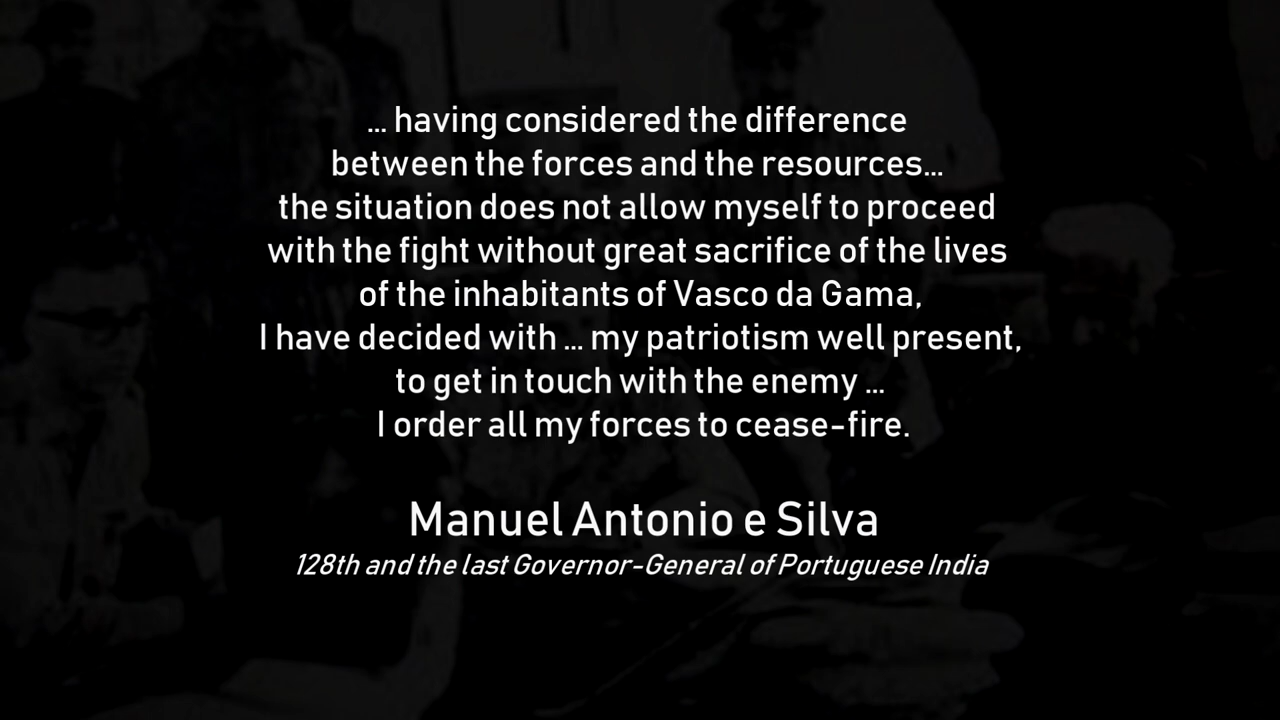 ... having considered the difference
between the forces and the resources...
the situation does not allow myself to proceed
with the fight without great sacrifice of the lives
of the inhabitants of Vasco da Gama,
I have decided with ... my patriotism well present,
to get in touch with the enemy ...
I order all my forces to cease-fire.
Manuel Antonio e Silva
128th and the last Governor-General of Portuguese India